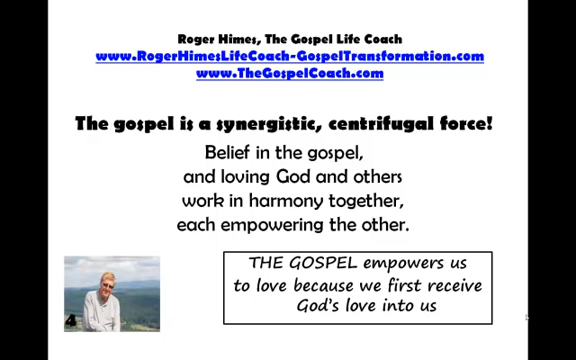 Roger Himes, The Gospel Life Coach
www.RogerHimesLifeCoach-GospelTransformation.com
www.TheGospelCoach.com
The gospel is a synergistic, centrifugal force!
Belief in the gospel,
and loving God and others
work in harmony together,
each empowering the other.
THE GOSPEL empowers us
to love because we first receive
God's love into us
4